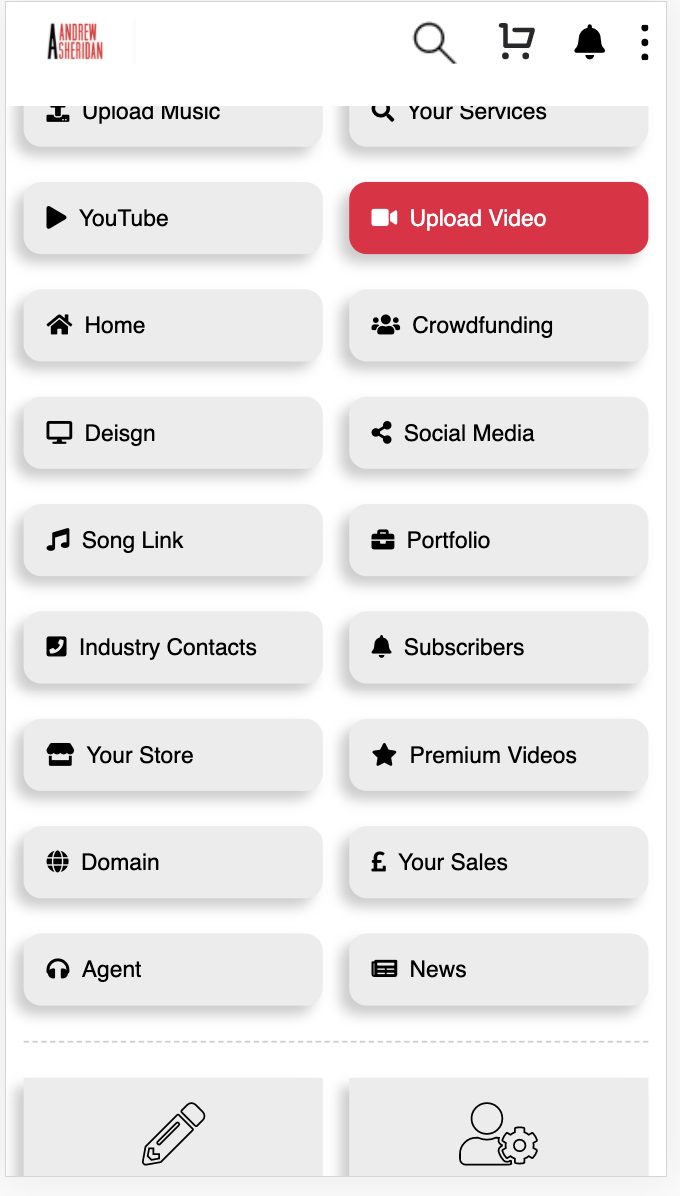 A ANDREW
SHERIDAN
Upload Music
Your Services
YouTube
Upload Video
Home
Crowdfunding
Deisgn
Social Media
Song Link
Portfolio
Industry Contacts
Subscribers
Your Store
Premium Videos
Domain
£ Your Sales
Agent
News